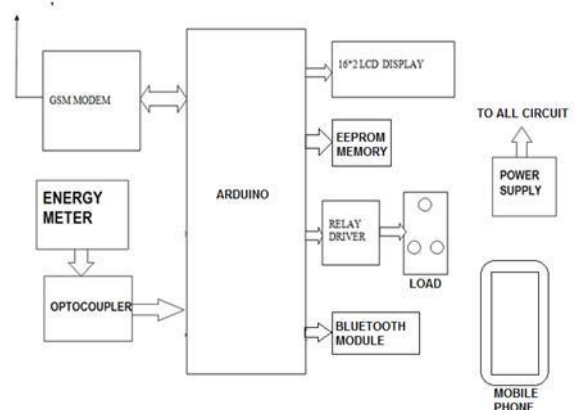 GSM MODEM
16*2 LCD DISPLAY
TO ALL CIRCUIT
EEPROM
MEMORY
POWER
SUPPLY
ENERGY
METER
ARDUINO
RELAY
DRIVER
LOAD
OPTOCOUPLER
BLUETOOTH
MODULE
MOBILE
PHONE